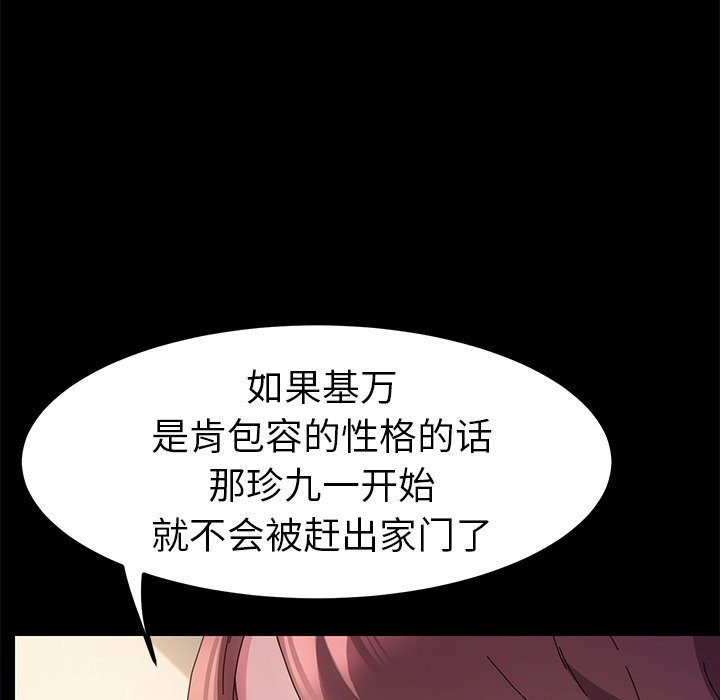 如果基万
是肯包容的性格的话
那珍九一开始
就不会被赶出家门了